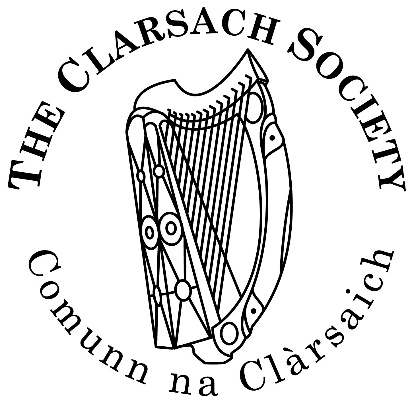 THE CLARSACH SOCIETY
Comunn na Clàrsaich